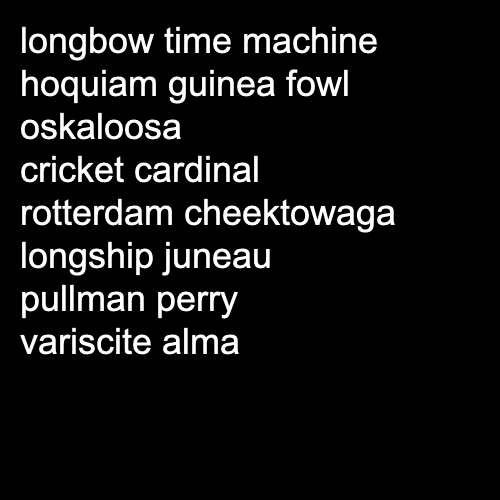 longbow time machine
hoquiam guinea fowl
oskaloosa
cricket cardinal
rotterdam cheektowaga
longship juneau
pullman perry
variscite alma